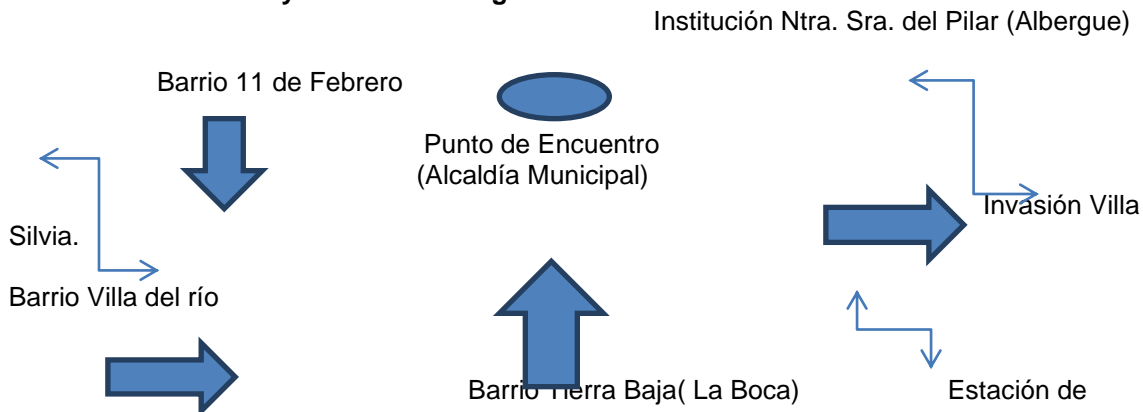 Institución Ntra. Sra. del Pilar (Albergue)
Barrio 11 de Febrero
Punto de Encuentro
(Alcaldía Municipal)
Invasión Villa
Silvia.
Barrio Villa del río
Barrio Tierra Baja( La Boca)
Estación de